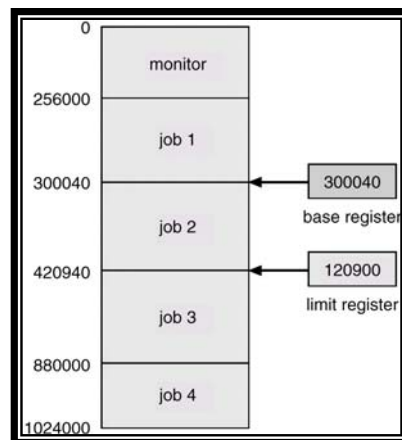 0
monitor
256000
job 1
300040
300040
base register
job 2
420940
120900
limit register
job 3
880000
job 4
1024000